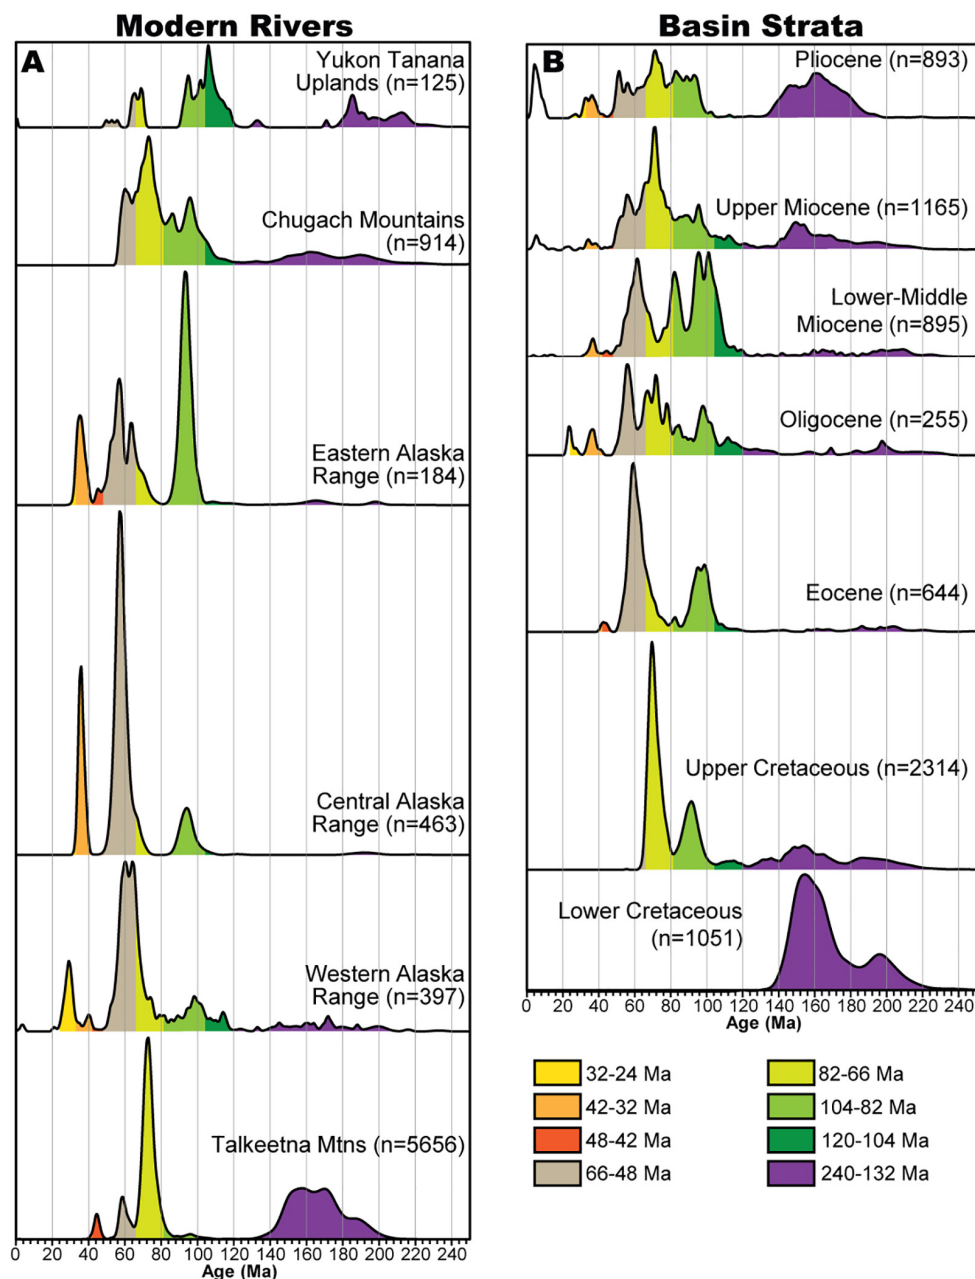 Modern Rivers
A
Yukon Tanana
Uplands (n=125)
Chugach Mountains
(n=914)
Eastern Alaska
Range (n=184)
Central Alaska
Range (n=463)
Western Alaska
Range (n=397)
Talkeetna Mtns (n=5656)
0 20 40 60 80 100 120 140 160 180 200 220
Age (Ma)
Basin Strata
B
Pliocene (n=893)
Upper Miocene (n=1165)
Lower-Middle
Miocene (n=895)
Oligocene (n=255)
Eocene (n=644)
Upper Cretaceous (n=2314)
Lower Cretaceous
(n=1051)
0 20 40 60 80 100 120 140 160 180 200 220 240
Age (Ma)
32-24 Ma
42-32 Ma
48-42 Ma
66-48 Ma
82-66 Ma
104-82 Ma
120-104 Ma
240-132 Ma